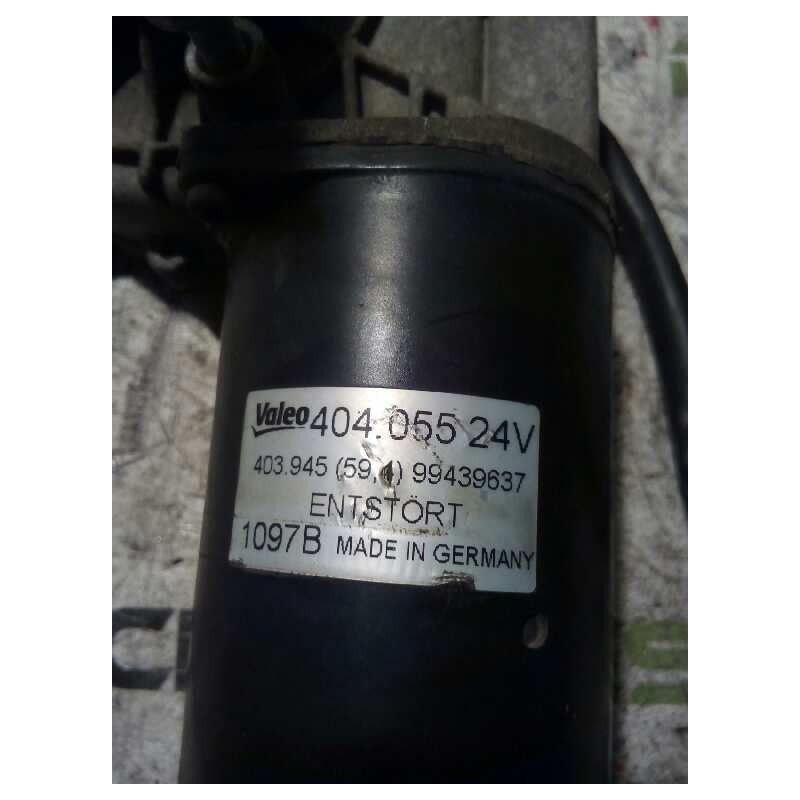 Valeo 404.055 24V
403.945 (59,4) 99439637
ENTSTÖRT
1097B MADE IN GERMANY